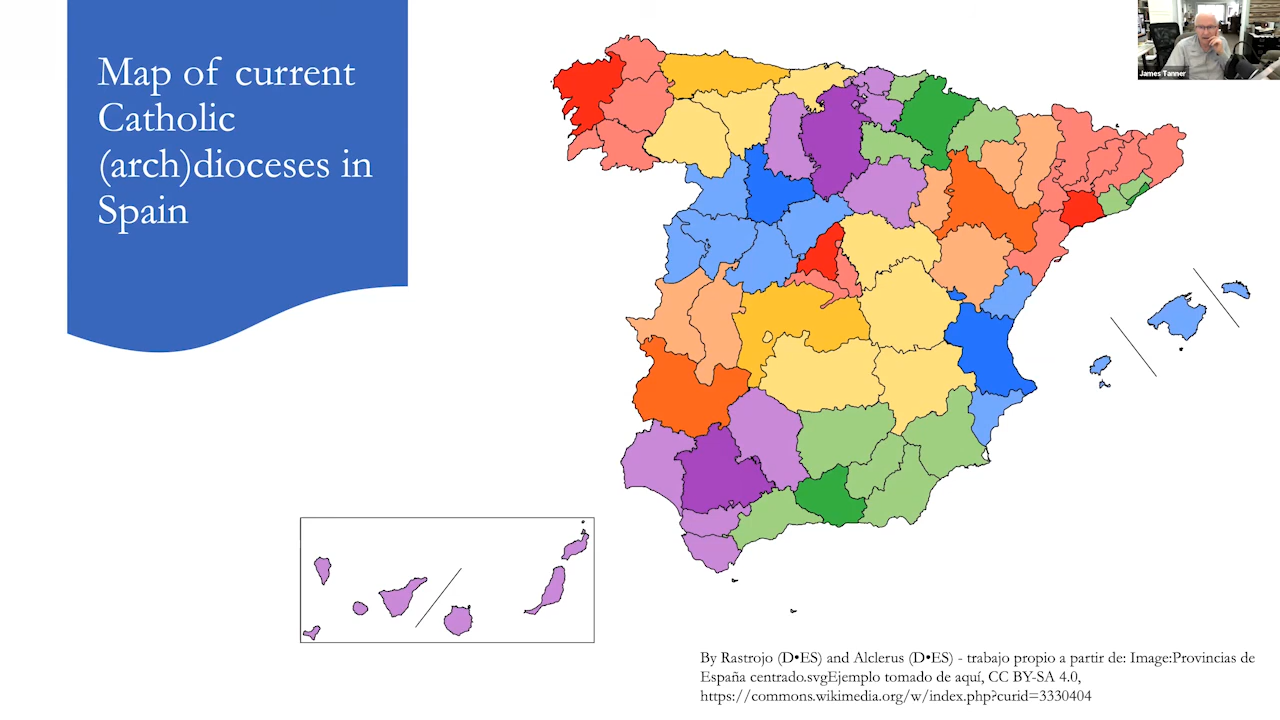 Map of current
Catholic
(arch)dioceses in
Spain
James Tanner
By Rastrojo (D•ES) and Alclerus (D•ES) - trabajo propio a partir de: Image:Provincias de
España centrado.svgEjemplo tomado de aquí, CC BY-SA 4.0,
https://commons.wikimedia.org/w/index.php?curid=3330404